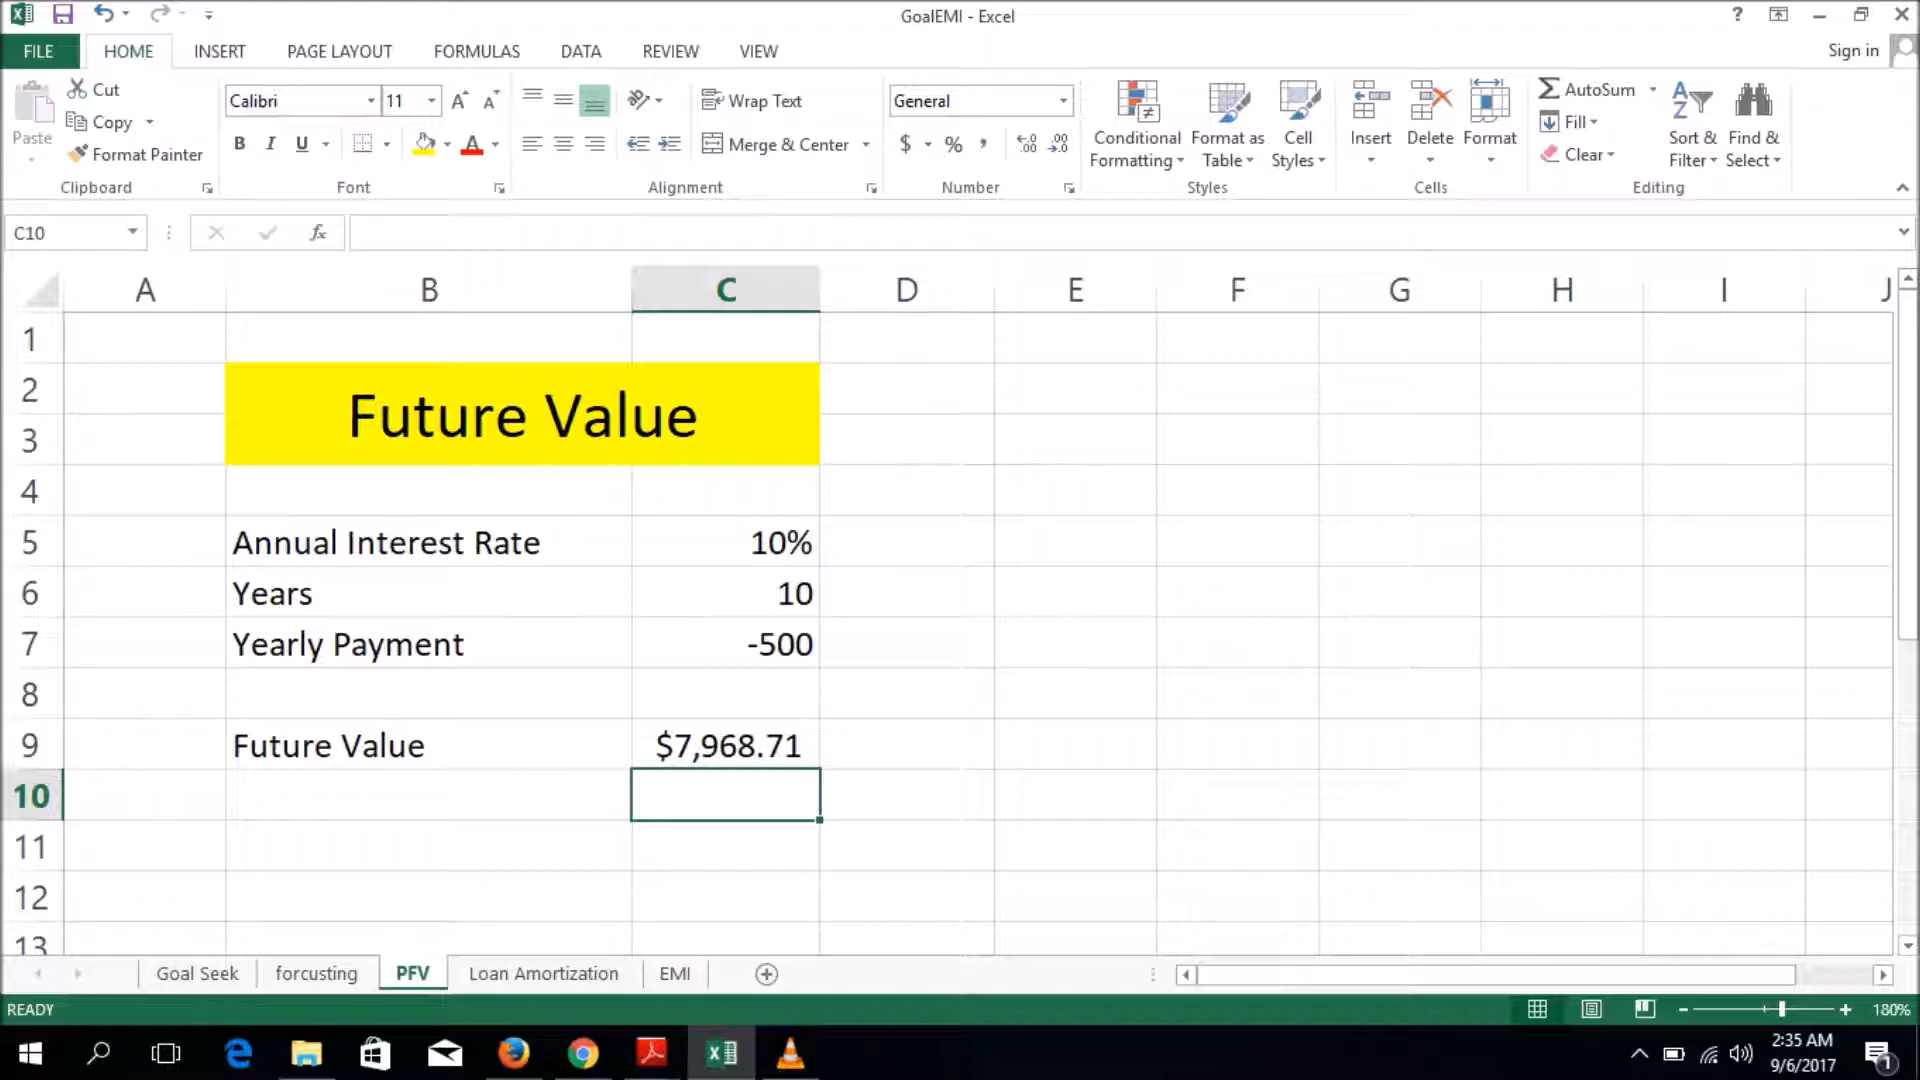 GoalEMI - Excel
?
FILE HOME INSERT PAGE LAYOUT FORMULAS DATA REVIEW VIEW Sign in
Paste
Cut
Copy
Format Painter
Clipboard
Calibri 11
B I U
Font
Wrap Text
Merge & Center
Alignment
General
$ % ,
Number
Conditional Formatting
Format as Table
Cell Styles
Styles
Insert Delete Format
Cells
AutoSum
Fill
Clear
Sort & Filter
Find & Select
Editing
C10 fx
A B C D E F G H I J
1
2
3
Future Value
4
5 Annual Interest Rate 10%
6 Years 10
7 Yearly Payment -500
8
9 Future Value $7,968.71
10
11
12
13
Goal Seek forcusting PFV Loan Amortization EMI
READY 180%
2:35 AM
9/6/2017
1